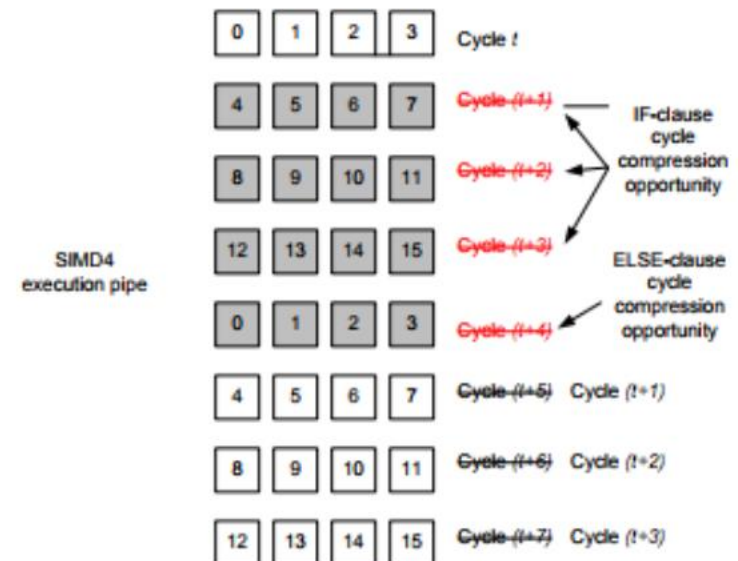 0 1 2 3 Cycle t
4 5 6 7 Cycle (t+1)
IF-clause
cycle
compression
opportunity
8 9 10 11 Cycle (t+2)
12 13 14 15 Cycle (t+3)
SIMD4
execution pipe
ELSE-clause
cycle
compression
opportunity
0 1 2 3 Cycle (t+4)
4 5 6 7 Cycle (t+5) Cycle (t+1)
8 9 10 11 Cycle (t+6) Cycle (t+2)
12 13 14 15 Cycle (t+7) Cycle (t+3)